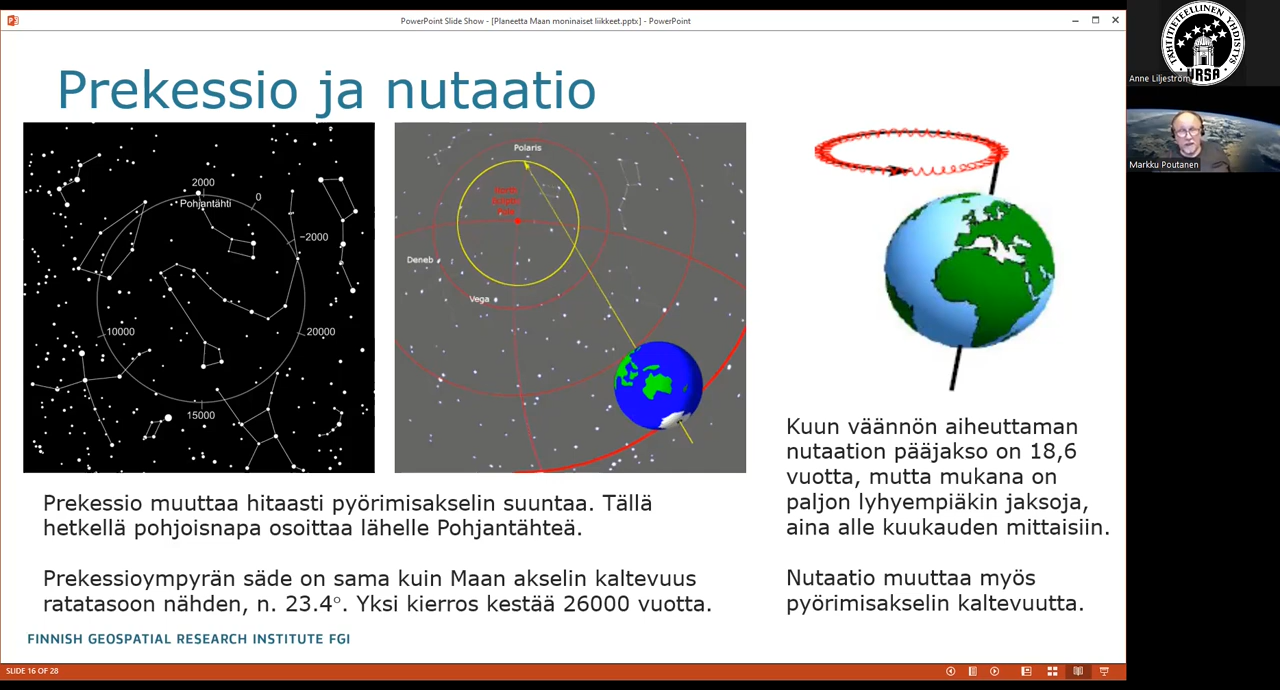 PowerPoint Slide Show - [Planeetta Maan moninaiset liikkeet.pptx] - PowerPoint
TÄHTITIETEELLINEN YHDISTYS
URSA
Anne Liljeström
Markku Poutanen
Prekessio ja nutaatio
2000
Pohjantähti
0
−2000
10000
20000
15000
Polaris
Deneb
Vega
Prekessio muuttaa hitaasti pyörimisakselin suuntaa. Tällä
hetkellä pohjoisnapa osoittaa lähelle Pohjantähteä.
Prekessioympyrän säde on sama kuin Maan akselin kaltevuus
ratatasoon nähden, n. 23.4°. Yksi kierros kestää 26000 vuotta.
Kuun väännön aiheuttaman
nutaation pääjakso on 18,6
vuotta, mutta mukana on
paljon lyhyempiäkin jaksoja,
aina alle kuukauden mittaisiin.
Nutaatio muuttaa myös
pyörimisakselin kaltevuutta.
FINNISH GEOSPATIAL RESEARCH INSTITUTE FGI
SLIDE 16 OF 28